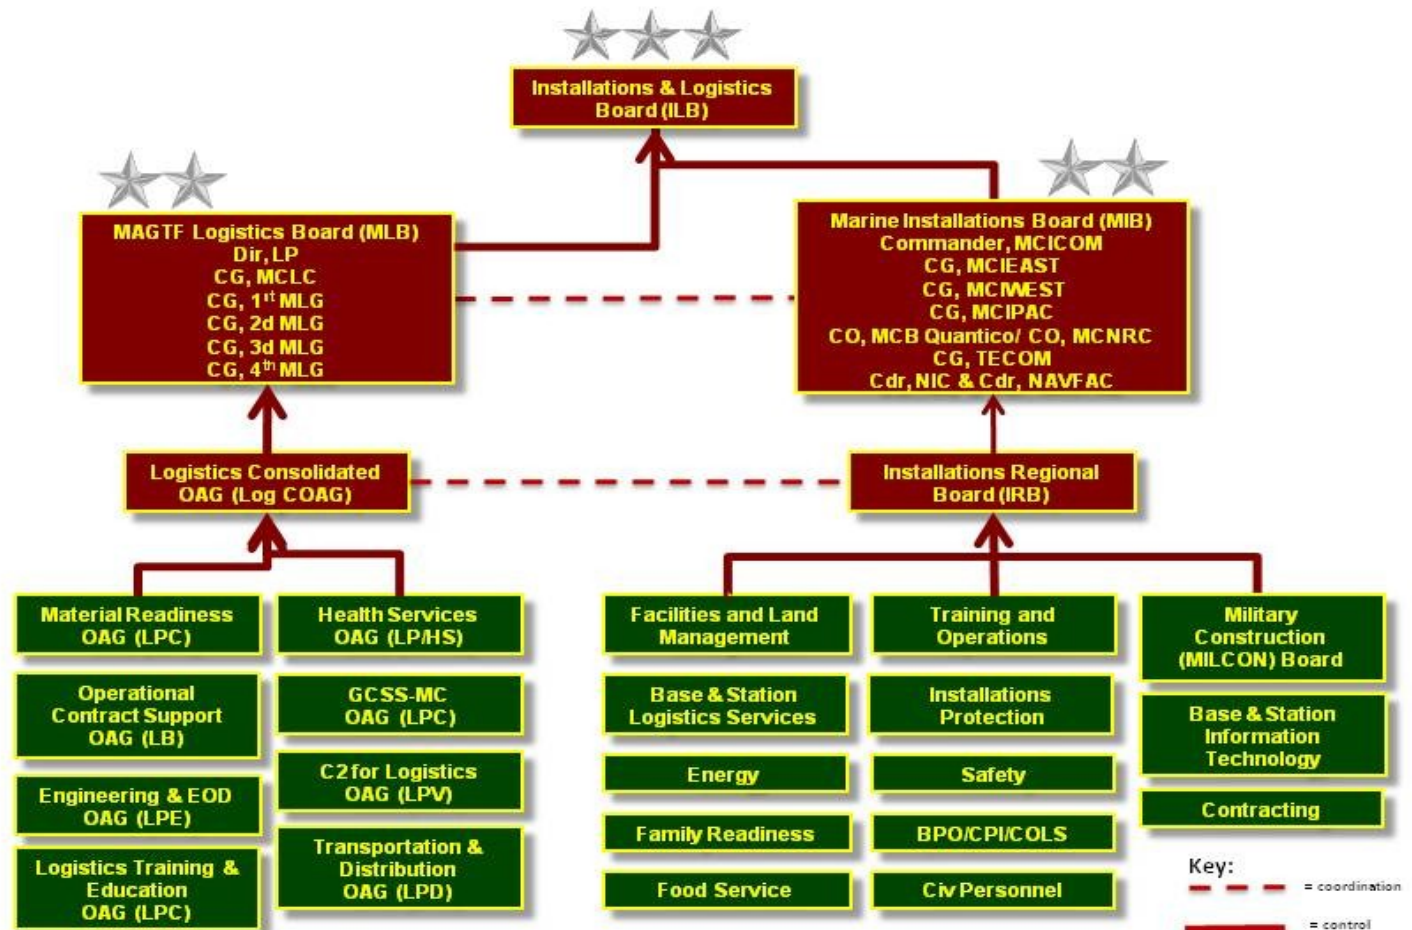 Installations & Logistics
Board (ILB)
MAGTF Logistics Board (MLB)
Dir, LP
CG, MCLC
CG, 1st MLG
CG, 2d MLG
CG, 3d MLG
CG, 4th MLG
Marine Installations Board (MIB)
Commander, MCICOM
CG, MCIEAST
CG, MCIWEST
CG, MCIPAC
CO, MCB Quantico/ CO, MCNRC
CG, TECOM
Cdr, NIC & Cdr, NAVFAC
Logistics Consolidated
OAG (Log COAG)
Installations Regional
Board (IRB)
Material Readiness
OAG (LPC)
Operational
Contract Support
OAG (LB)
Engineering & EOD
OAG (LPE)
Logistics Training &
Education
OAG (LPC)
Health Services
OAG (LP/HS)
GCSS-MC
OAG (LPC)
C2 for Logistics
OAG (LPV)
Transportation &
Distribution
OAG (LPD)
Facilities and Land
Management
Base & Station
Logistics Services
Energy
Family Readiness
Food Service
Training and
Operations
Installations
Protection
Safety
BPO/CPI/COLS
Civ Personnel
Military
Construction
(MILCON) Board
Base & Station
Information
Technology
Contracting
Key:
= coordination
= control